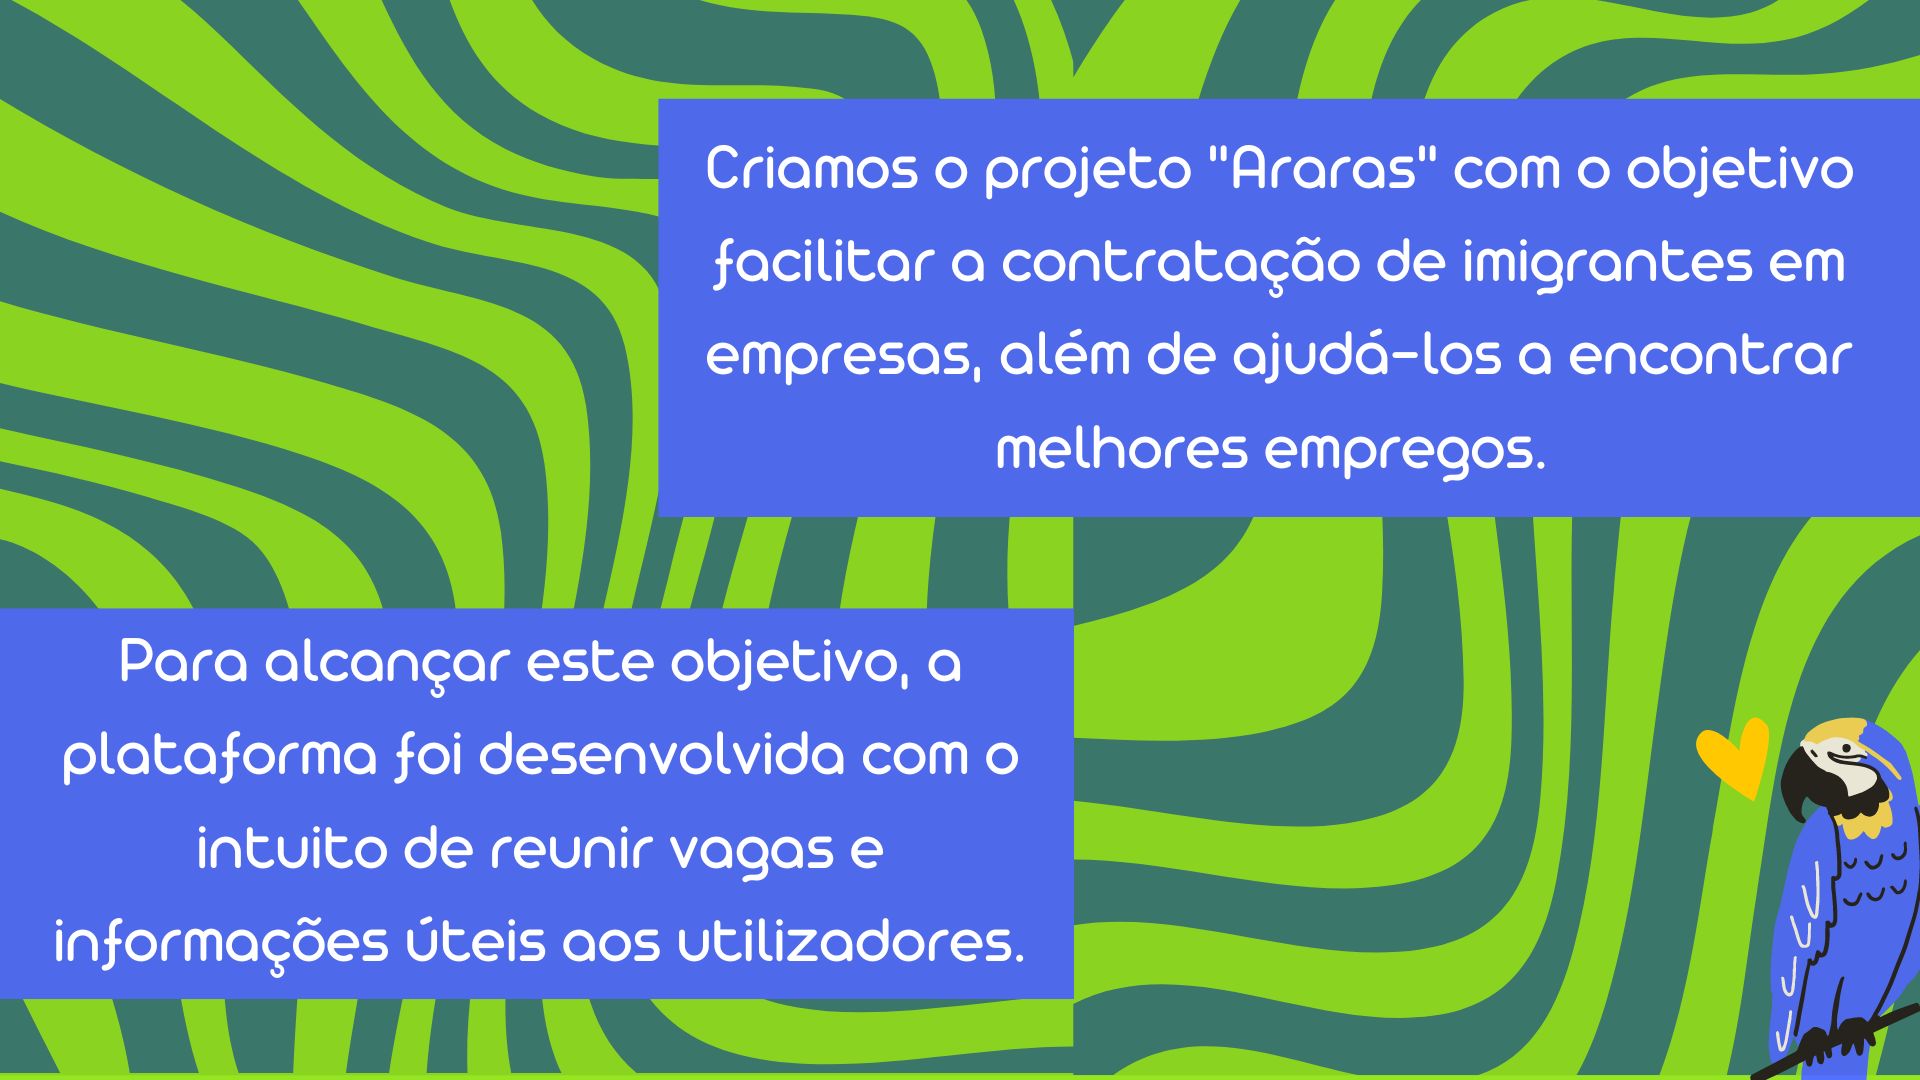 Criamos o projeto "Araras" com o objetivo
facilitar a contratação de imigrantes em
empresas, além de ajudá-los a encontrar
melhores empregos.
Para alcançar este objetivo, a
plataforma foi desenvolvida com o
intuito de reunir vagas e
informações úteis aos utilizadores.